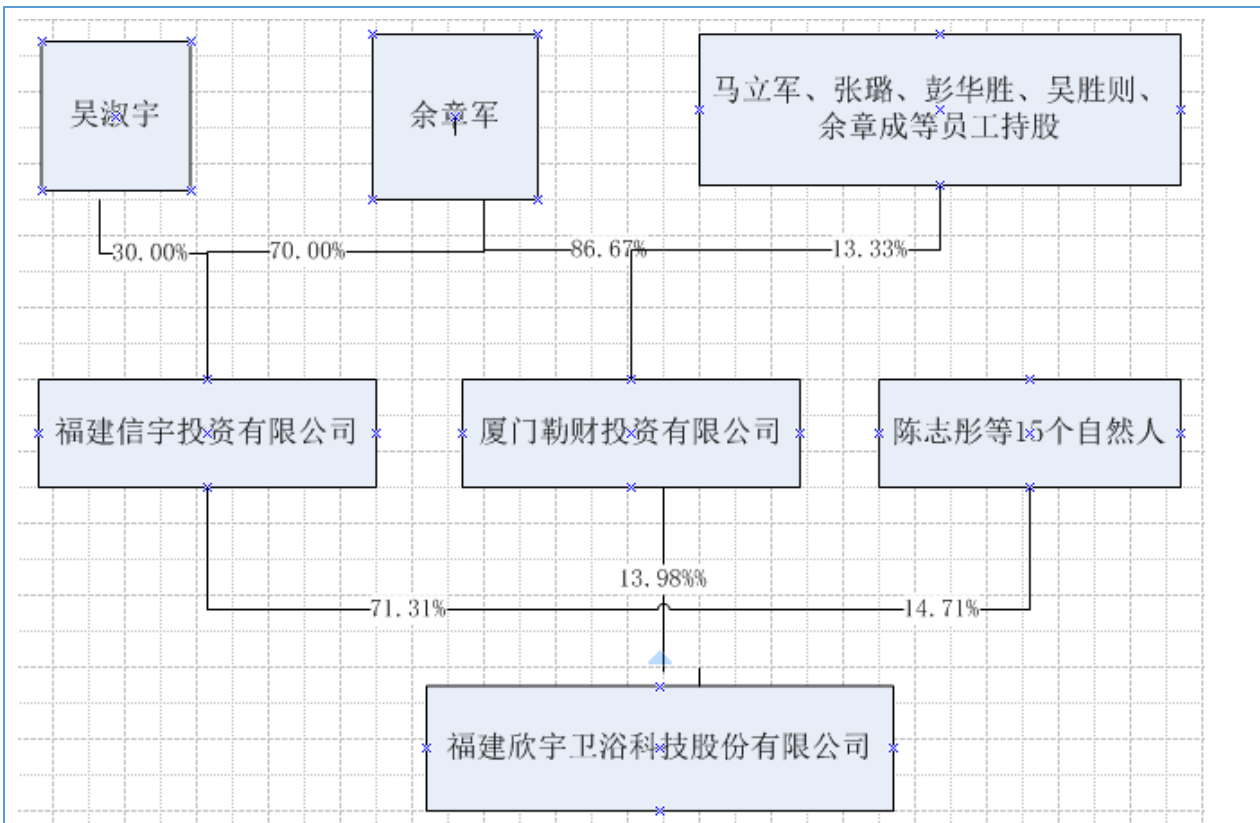 吴淑宇
余章军
马立军、张璐、彭华胜、吴胜则、
余章成等员工持股
30.00%
70.00%
86.67%
13.33%
福建信宇投资有限公司
厦门勒财投资有限公司
陈志彤等15个自然人
13.98%%
71.31%
14.71%
福建欣宇卫浴科技股份有限公司